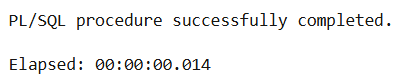 PL/SQL procedure successfully completed.
Elapsed: 00:00:00.014